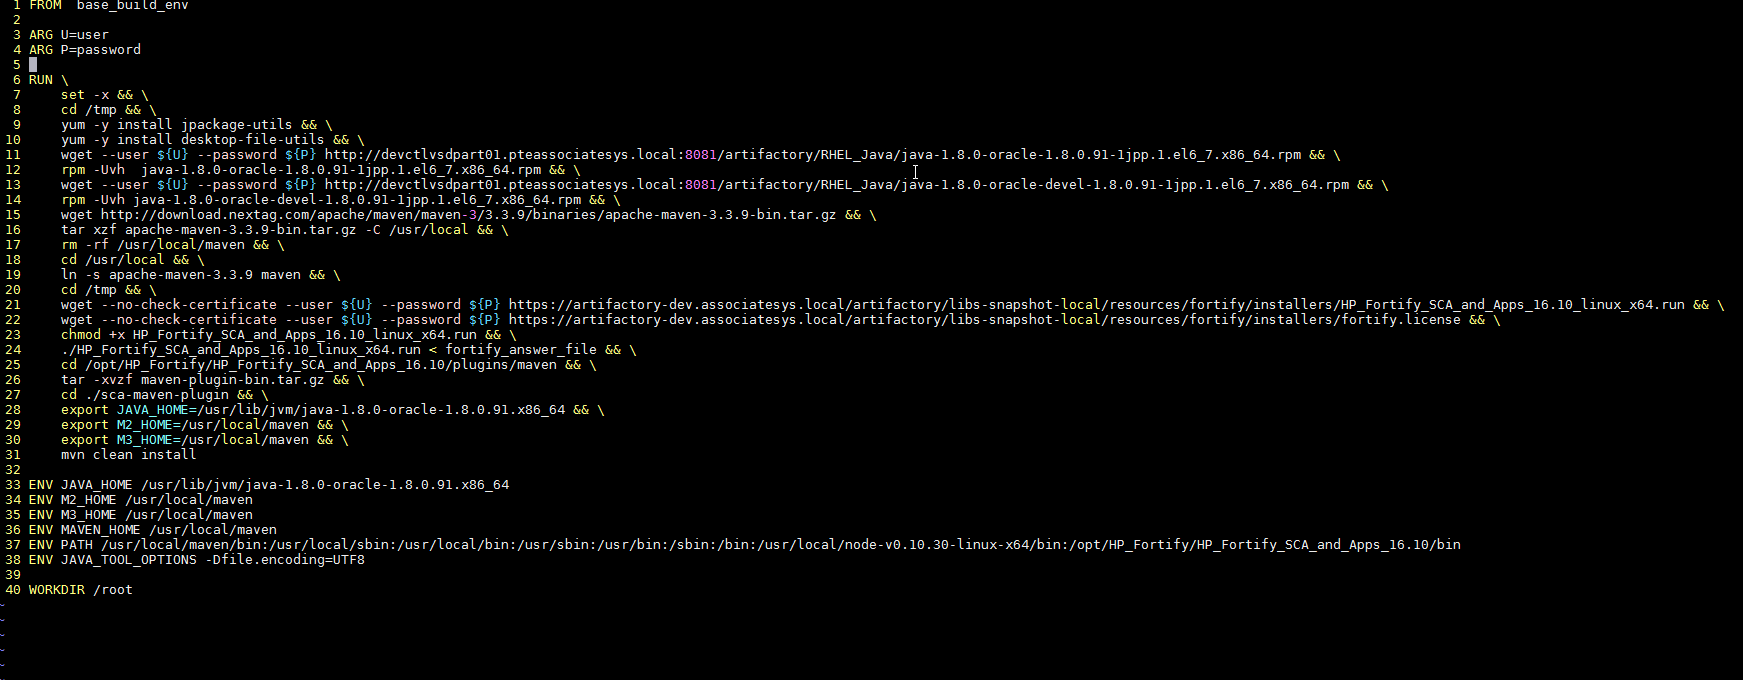 1 FROM  base_build_env
2
3 ARG U=user
4 ARG P=password
5
6 RUN \
7     set -x && \
8     cd /tmp && \
9     yum -y install jpackage-utils && \
10     yum -y install desktop-file-utils && \
11     wget --user ${U} --password ${P} http://devctlvsdpart01.pteassociatesys.local:8081/artifactory/RHEL_Java/java-1.8.0-oracle-1.8.0.91-1jpp.1.el6_7.x86_64.rpm && \
12     rpm -Uvh  java-1.8.0-oracle-1.8.0.91-1jpp.1.el6_7.x86_64.rpm && \
13     wget --user ${U} --password ${P} http://devctlvsdpart01.pteassociatesys.local:8081/artifactory/RHEL_Java/java-1.8.0-oracle-devel-1.8.0.91-1jpp.1.el6_7.x86_64.rpm && \
14     rpm -Uvh java-1.8.0-oracle-devel-1.8.0.91-1jpp.1.el6_7.x86_64.rpm && \
15     wget http://download.nextag.com/apache/maven/maven-3/3.3.9/binaries/apache-maven-3.3.9-bin.tar.gz && \
16     tar xzf apache-maven-3.3.9-bin.tar.gz -C /usr/local && \
17     rm -rf /usr/local/maven && \
18     cd /usr/local && \
19     ln -s apache-maven-3.3.9 maven && \
20     cd /tmp && \
21     wget --no-check-certificate --user ${U} --password ${P} https://artifactory-dev.associatesys.local/artifactory/libs-snapshot-local/resources/fortify/installers/HP_Fortify_SCA_and_Apps_16.10_linux_x64.run && \
22     wget --no-check-certificate --user ${U} --password ${P} https://artifactory-dev.associatesys.local/artifactory/libs-snapshot-local/resources/fortify/installers/fortify.license && \
23     chmod +x HP_Fortify_SCA_and_Apps_16.10_linux_x64.run && \
24     ./HP_Fortify_SCA_and_Apps_16.10_linux_x64.run < fortify_answer_file && \
25     cd /opt/HP_Fortify/HP_Fortify_SCA_and_Apps_16.10/plugins/maven && \
26     tar -xvzf maven-plugin-bin.tar.gz && \
27     cd ./sca-maven-plugin && \
28     export JAVA_HOME=/usr/lib/jvm/java-1.8.0-oracle-1.8.0.91.x86_64 && \
29     export M2_HOME=/usr/local/maven && \
30     export M3_HOME=/usr/local/maven && \
31     mvn clean install
32
33 ENV JAVA_HOME /usr/lib/jvm/java-1.8.0-oracle-1.8.0.91.x86_64
34 ENV M2_HOME /usr/local/maven
35 ENV M3_HOME /usr/local/maven
36 ENV MAVEN_HOME /usr/local/maven
37 ENV PATH /usr/local/maven/bin:/usr/local/sbin:/usr/local/bin:/usr/sbin:/usr/bin:/sbin:/bin:/usr/local/node-v0.10.30-linux-x64/bin:/opt/HP_Fortify/HP_Fortify_SCA_and_Apps_16.10/bin
38 ENV JAVA_TOOL_OPTIONS -Dfile.encoding=UTF8
39
40 WORKDIR /root
~
~
~
~
~